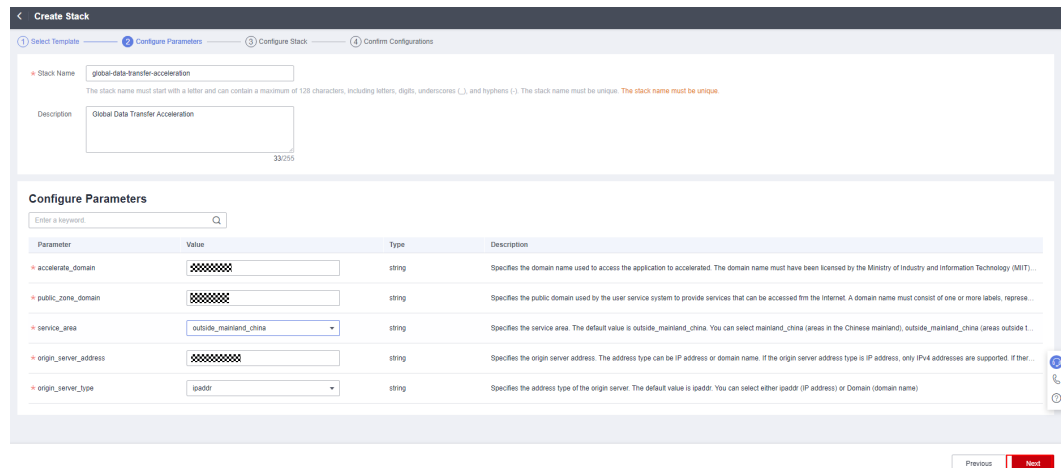 < Create Stack
1 Select Template 2 Configure Parameters 3 Configure Stack 4 Confirm Configurations
* Stack Name global-data-transfer-acceleration
The stack name must start with a letter and can contain a maximum of 128 characters, including letters, digits, underscores (_), and hyphens (-). The stack name must be unique. The stack name must be unique.
Description Global Data Transfer Acceleration
33/255
Configure Parameters
Enter a keyword.
Parameter Value Type Description
* accelerate_domain string Specifies the domain name used to access the application to accelerated. The domain name must have been licensed by the Ministry of Industry and Information Technology (MIIT)...
* public_zone_domain string Specifies the public domain used by the user service system to provide services that can be accessed frm the Internet. A domain name must consist of one or more labels, represe...
* service_area outside_mainland_china string Specifies the service area. The default value is outside_mainland_china. You can select mainland_china (areas in the Chinese mainland), outside_mainland_china (areas outside t...
* origin_server_address string Specifies the origin server address. The address type can be IP address or domain name. If the origin server address type is IP address, only IPv4 addresses are supported. If ther...
* origin_server_type ipaddr string Specifies the address type of the origin server. The default value is ipaddr. You can select either ipaddr (IP address) or Domain (domain name).
Previous Next